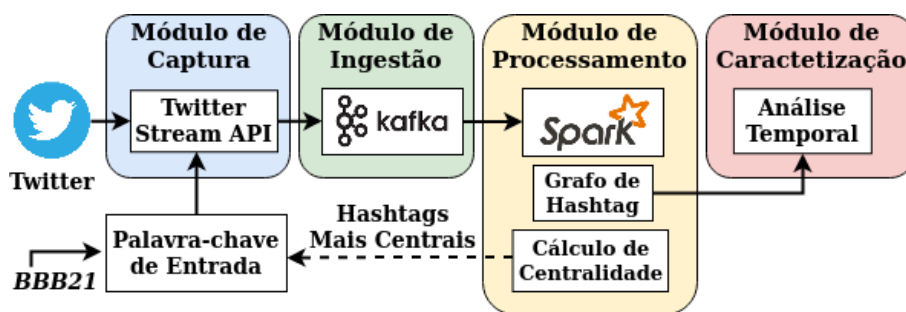 Módulo de
Captura
Módulo de
Ingestão
Módulo de
Processamento
Módulo de
Caractetização
Twitter
Stream API
kafka
Spark
Análise
Temporal
Twitter
Grafo de
Hashtag
Palavra-chave
de Entrada
Hashtags
Mais Centrais
Cálculo de
Centralidade
BBB21